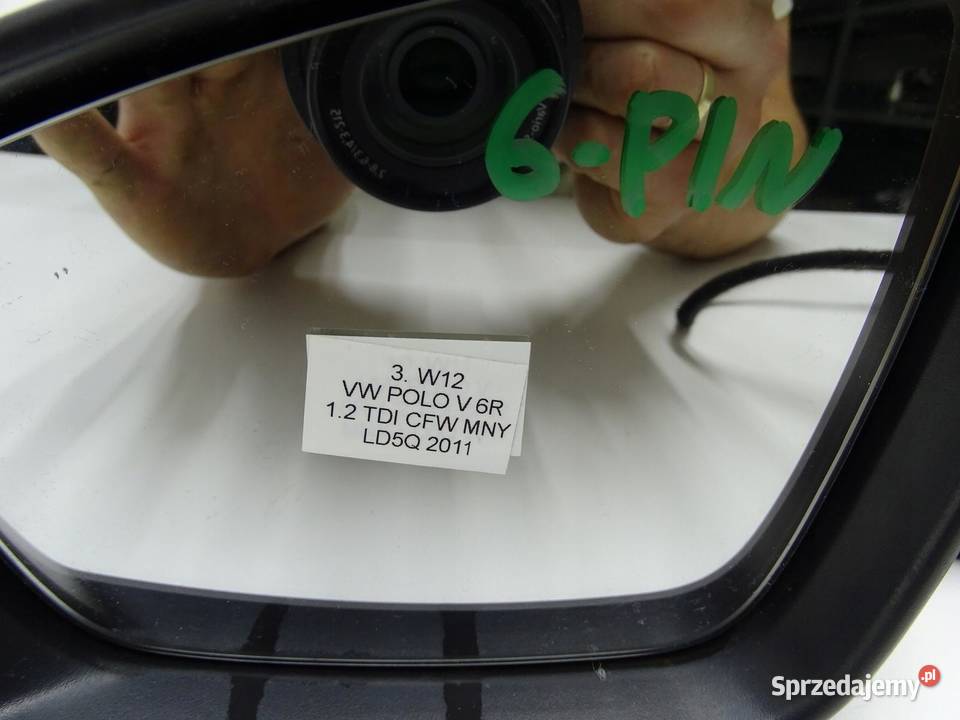 6-PIN
3. W12
VW POLO V 6R
1.2 TDI CFW MNY
LD5Q 2011
Sprzedajemy.pl